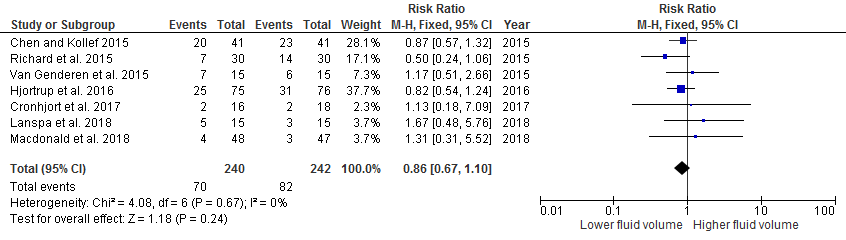 Risk Ratio Risk Ratio
Study or Subgroup Events Total Events Total Weight M-H, Fixed, 95% CI Year M-H, Fixed, 95% CI
Chen and Kollef 2015 20 41 23 41 28.1% 0.87 [0.57, 1.32] 2015
Richard et al. 2015 7 30 14 30 17.1% 0.50 [0.24, 1.06] 2015
Van Genderen et al. 2015 7 15 6 15 7.3% 1.17 [0.51, 2.66] 2015
Hjortrup et al. 2016 25 75 31 76 37.7% 0.82 [0.54, 1.24] 2016
Cronhjort et al. 2017 2 16 2 18 2.3% 1.13 [0.18, 7.09] 2017
Lanspa et al. 2018 5 15 3 15 3.7% 1.67 [0.48, 5.76] 2018
Macdonald et al. 2018 4 48 3 47 3.7% 1.31 [0.31, 5.52] 2018
Total (95% CI) 240 242 100.0% 0.86 [0.67, 1.10]
Total events 70 82
Heterogeneity: Chi² = 4.08, df = 6 (P = 0.67); I² = 0%
Test for overall effect: Z = 1.18 (P = 0.24)
0.01 0.1 1 10 100
Lower fluid volume Higher fluid volume